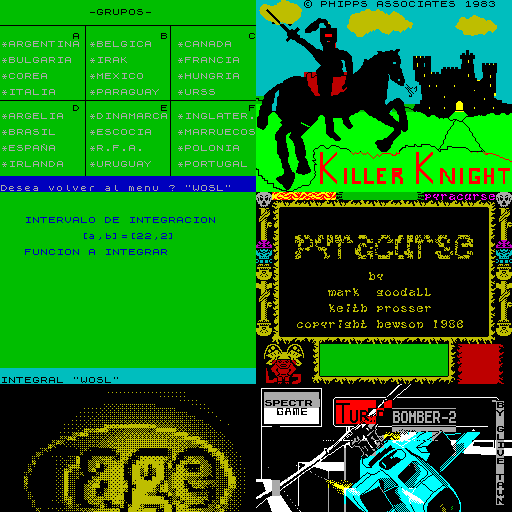 -GRUPOS-
A B C
*ARGENTINA *BELGICA *CANADA
*BULGARIA *IRAK *FRANCIA
*COREA *MEXICO *HUNGRIA
*ITALIA *PARAGUAY *URSS
D E F
*ARGELIA *DINAMARCA *INGLATER.
*BRASIL *ESCOCIA *MARRUECOS
*ESPAÑA *R.F.A. *POLONIA
*IRLANDA *URUGUAY *PORTUGAL
Desea volver al menu ? "WOSL"
© PHIPPS ASSOCIATES 1983
KILLER KNIGHT
INTERVALO DE INTEGRACION
[a,b]=[22,2]
FUNCION A INTEGRAR
INTEGRAL "WOSL"
pyracurse
pyracurse
by
mark goodall
keith prosser
copyright hewson 1986
rage
SPECTR
GAME
BOMBER-2